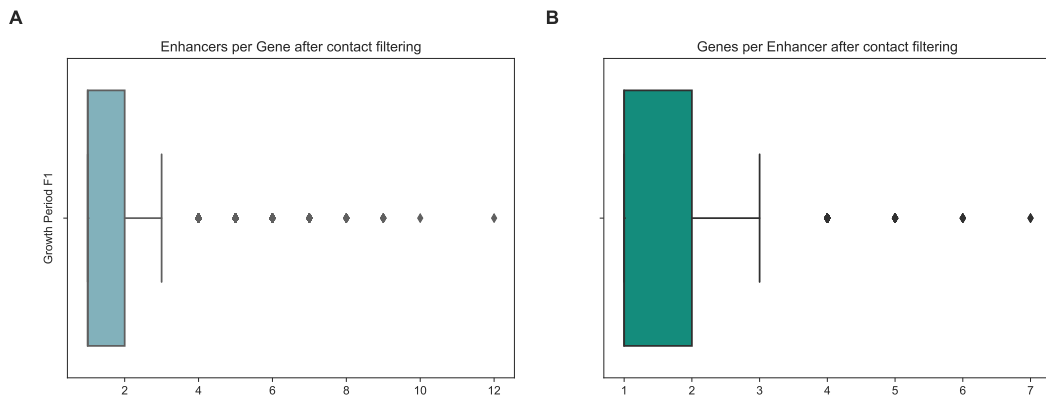 A
B
Enhancers per Gene after contact filtering
Genes per Enhancer after contact filtering
Growth Period F1
2 4 6 8 10 12
1 2 3 4 5 6 7